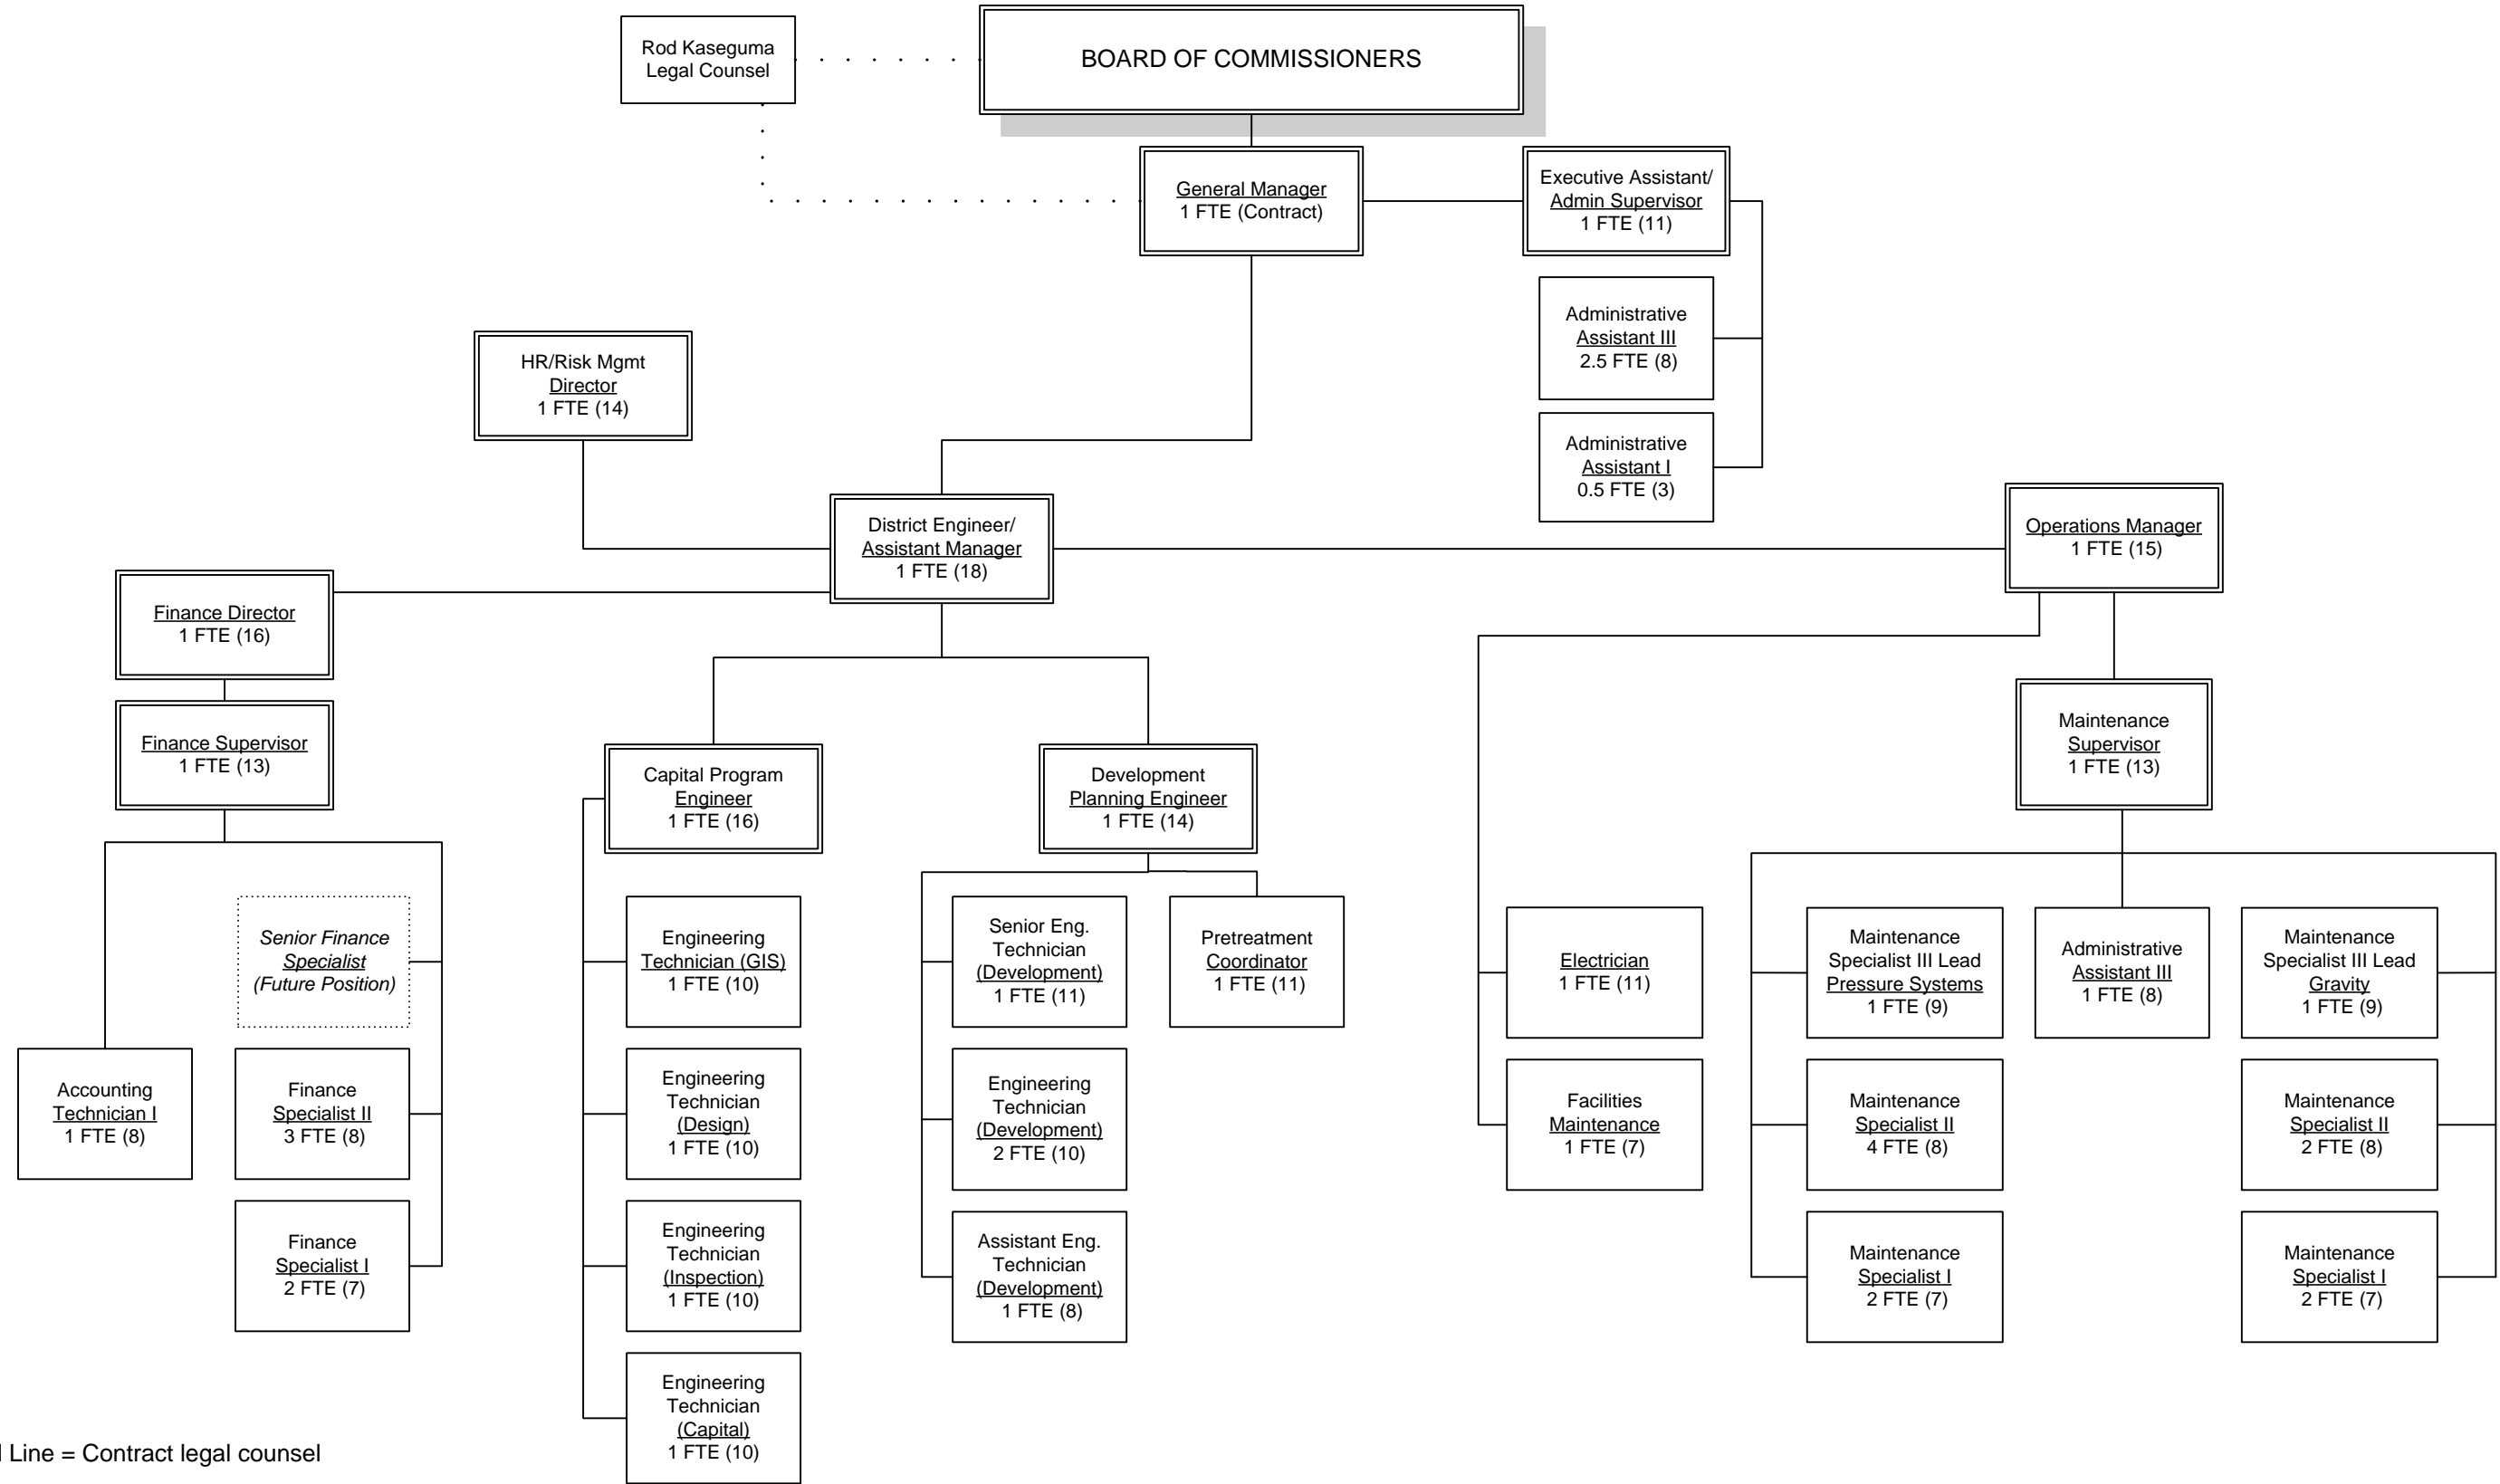 Rod Kaseguma
Legal Counsel
BOARD OF COMMISSIONERS
General Manager
1 FTE (Contract)
Executive Assistant/
Admin Supervisor
1 FTE (11)
Administrative
Assistant III
2.5 FTE (8)
Administrative
Assistant I
0.5 FTE (3)
HR/Risk Mgmt
Director
1 FTE (14)
District Engineer/
Assistant Manager
1 FTE (18)
Operations Manager
1 FTE (15)
Finance Director
1 FTE (16)
Finance Supervisor
1 FTE (13)
Capital Program
Engineer
1 FTE (16)
Development
Planning Engineer
1 FTE (14)
Maintenance
Supervisor
1 FTE (13)
Accounting
Technician I
1 FTE (8)
Senior Finance
Specialist
(Future Position)
Finance
Specialist II
3 FTE (8)
Finance
Specialist I
2 FTE (7)
Engineering
Technician (GIS)
1 FTE (10)
Engineering
Technician
(Design)
1 FTE (10)
Engineering
Technician
(Inspection)
1 FTE (10)
Engineering
Technician
(Capital)
1 FTE (10)
Senior Eng.
Technician
(Development)
1 FTE (11)
Engineering
Technician
(Development)
2 FTE (10)
Assistant Eng.
Technician
(Development)
1 FTE (8)
Pretreatment
Coordinator
1 FTE (11)
Electrician
1 FTE (11)
Facilities
Maintenance
1 FTE (7)
Maintenance
Specialist III Lead
Pressure Systems
1 FTE (9)
Maintenance
Specialist II
4 FTE (8)
Maintenance
Specialist I
2 FTE (7)
Administrative
Assistant III
1 FTE (8)
Maintenance
Specialist III Lead
Gravity
1 FTE (9)
Maintenance
Specialist II
2 FTE (8)
Maintenance
Specialist I
2 FTE (7)
Line = Contract legal counsel